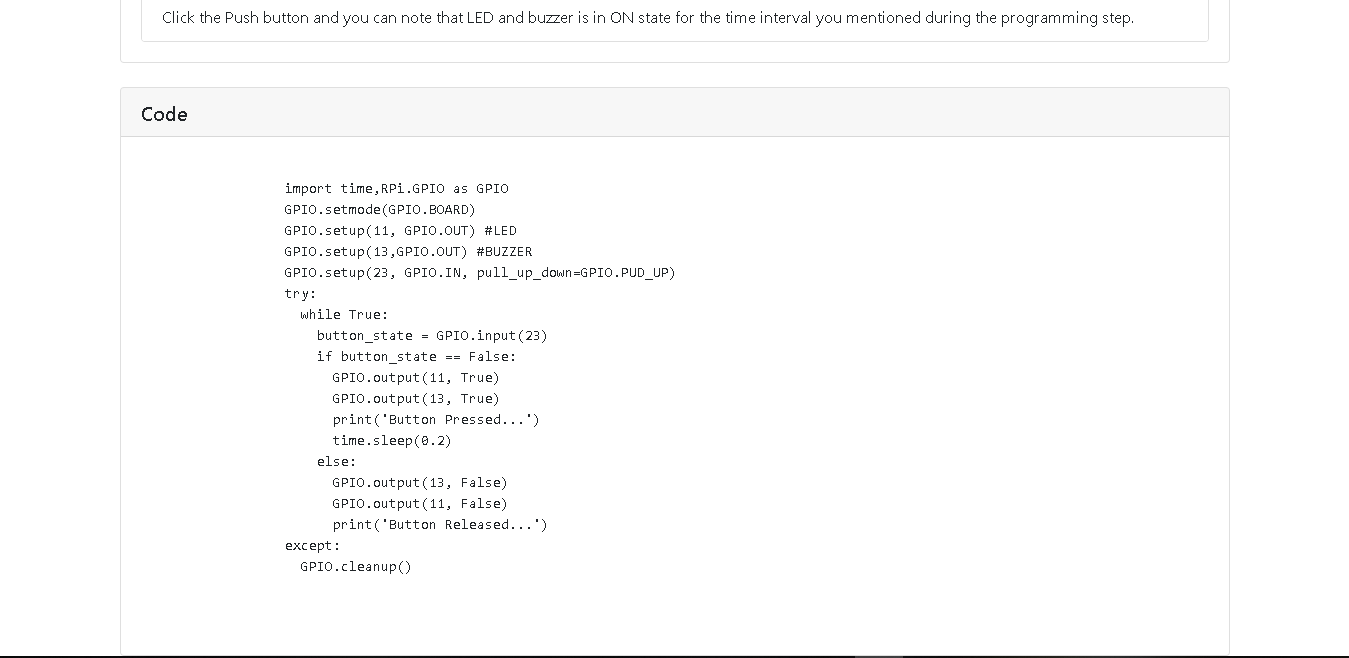 Click the Push button and you can note that LED and buzzer is in ON state for the time interval you mentioned during the programming step.
Code
import time,RPi.GPIO as GPIO
GPIO.setmode(GPIO.BOARD)
GPIO.setup(11, GPIO.OUT) #LED
GPIO.setup(13,GPIO.OUT) #BUZZER
GPIO.setup(23, GPIO.IN, pull_up_down=GPIO.PUD_UP)
try:
  while True:
    button_state = GPIO.input(23)
    if button_state == False:
      GPIO.output(11, True)
      GPIO.output(13, True)
      print('Button Pressed...')
      time.sleep(0.2)
    else:
      GPIO.output(13, False)
      GPIO.output(11, False)
      print('Button Released...')
except:
  GPIO.cleanup()